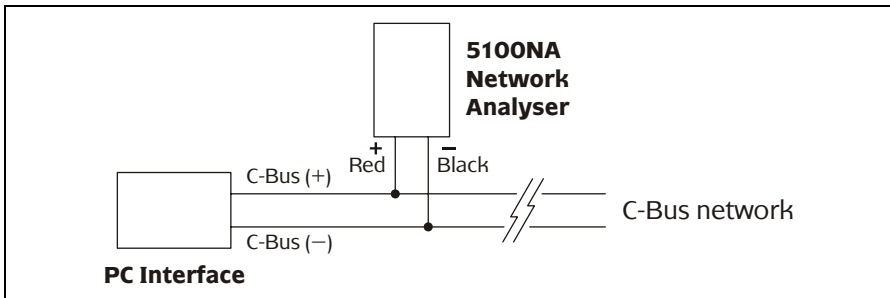 5100NA
Network
Analyser
+ −
Red Black
C-Bus (+)
C-Bus network
C-Bus (−)
PC Interface